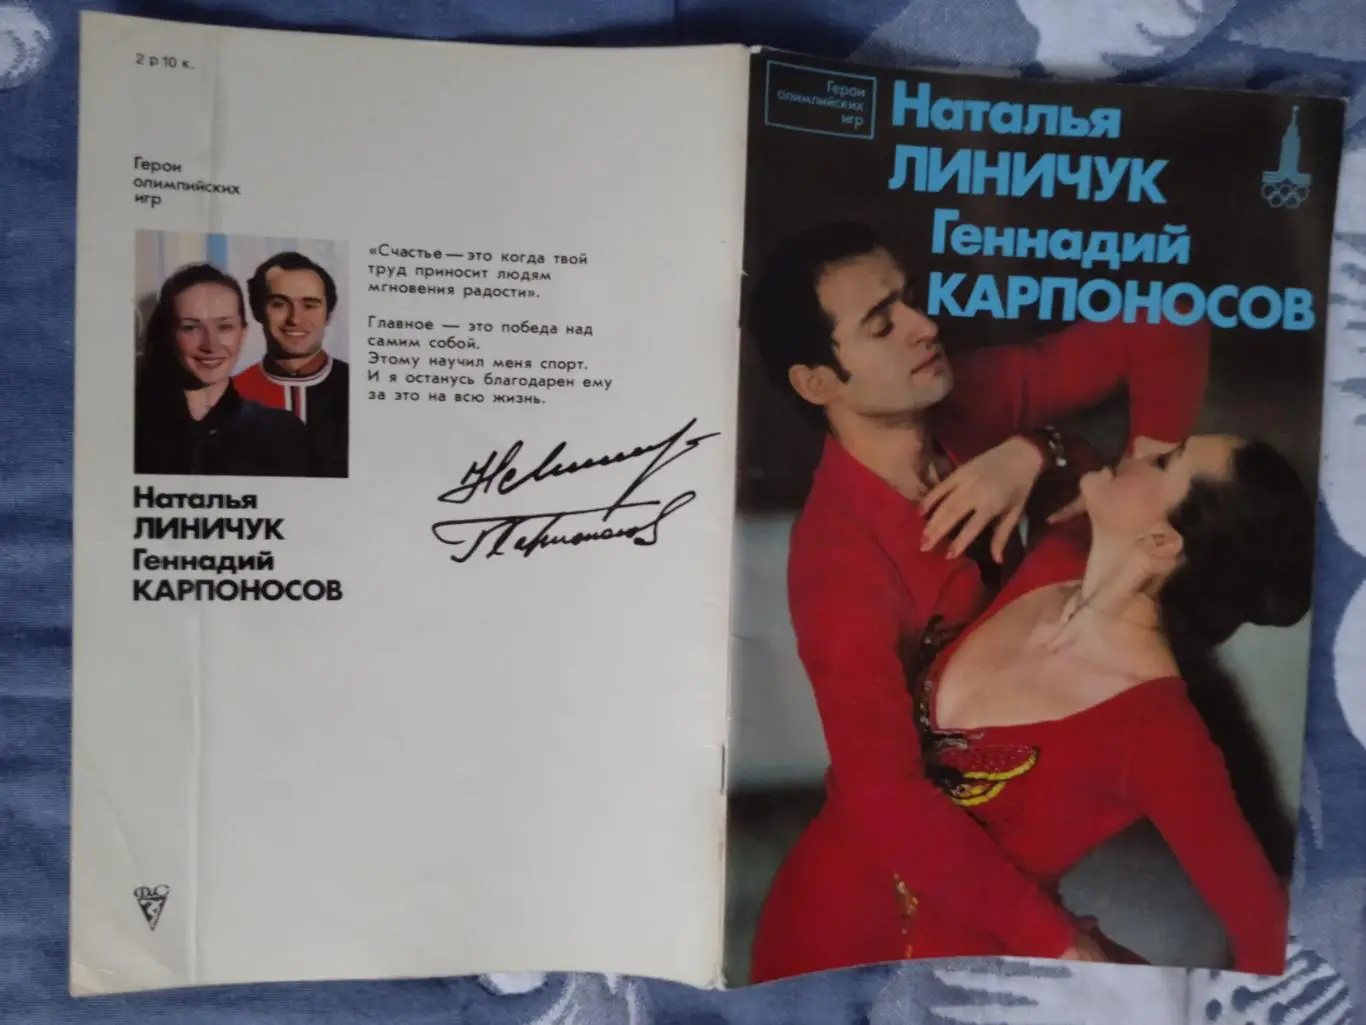 2 р 10 к.
Герои
олимпийских
игр
«Счастье — это когда твой
труд приносит людям
мгновения радости».
Главное — это победа над
самим собой.
Этому научил меня спорт.
И я останусь благодарен ему
за это на всю жизнь.
Наталья
ЛИНИЧУК
Геннадий
КАРПОНОСОВ
ФиС
Герои
олимпийских
игр
Наталья
ЛИНИЧУК
Геннадий
КАРПОНОСОВ